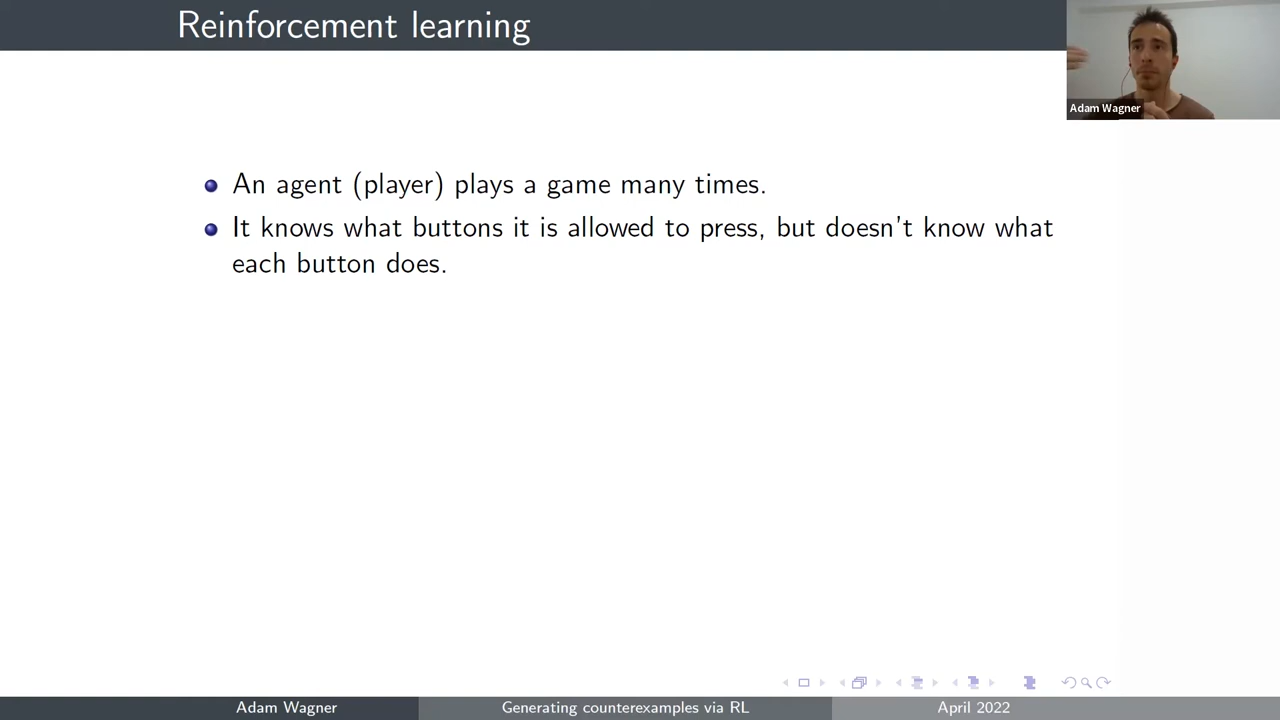 Reinforcement learning
Adam Wagner
An agent (player) plays a game many times.
It knows what buttons it is allowed to press, but doesn't know what
each button does.
Adam Wagner
Generating counterexamples via RL
April 2022